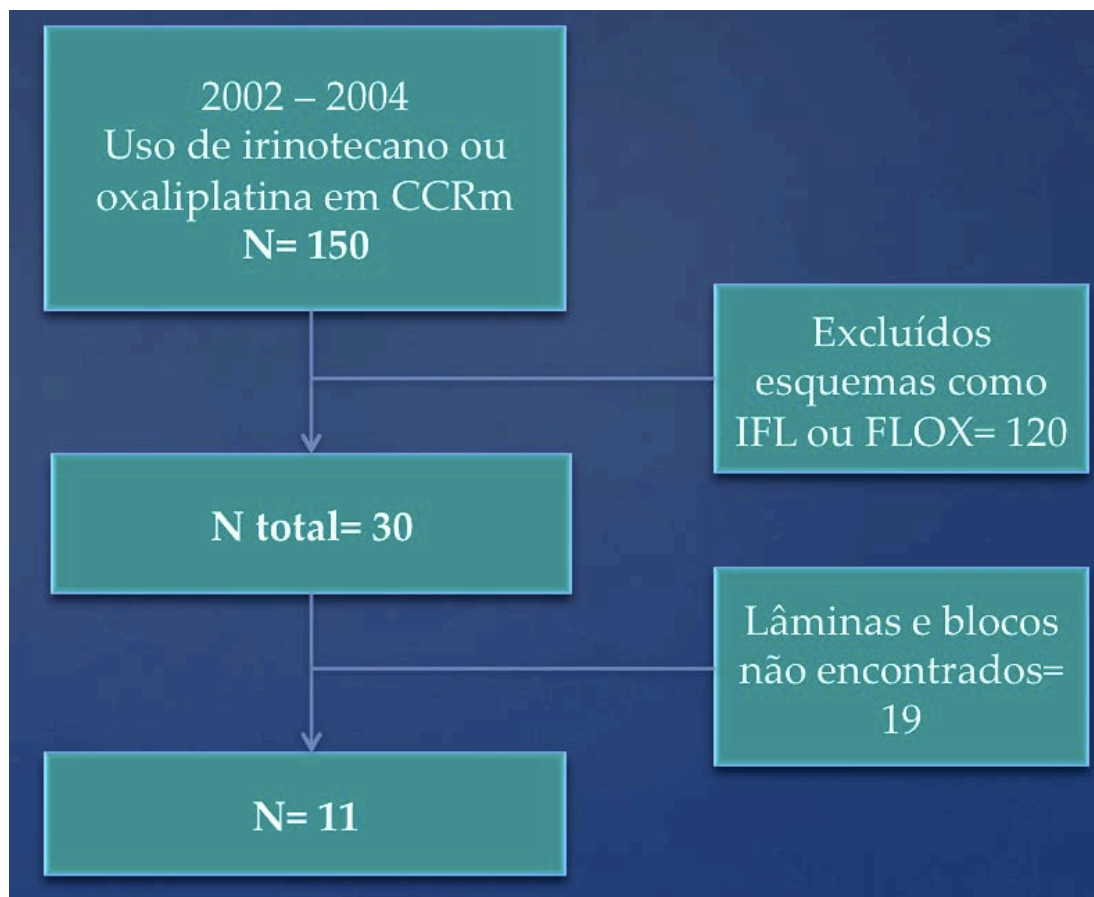 2002 – 2004
Uso de irinotecano ou
oxaliplatina em CCRm
N= 150
Excluídos
esquemas como
IFL ou FLOX= 120
N total= 30
Lâminas e blocos
não encontrados=
19
N= 11